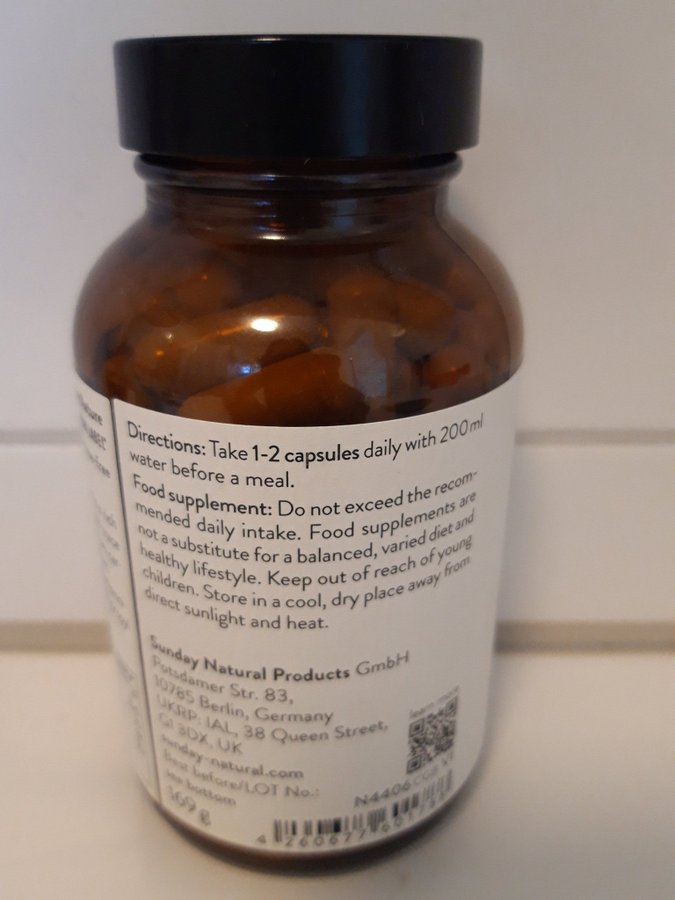 Directions: Take 1-2 capsules daily with 200 ml
water before a meal.
Food supplement: Do not exceed the recom-
mended daily intake. Food supplements are
not a substitute for a balanced, varied diet and
healthy lifestyle. Keep out of reach of young
children. Store in a cool, dry place away from
direct sunlight and heat.
Sunday Natural Products GmbH
Potsdamer Str. 83,
10785 Berlin, Germany
UKRP: IAL, 38 Queen Street,
G1 3DX, UK
sunday-natural.com
Best before/LOT No.:
see bottom
169 g
learn more
N4406